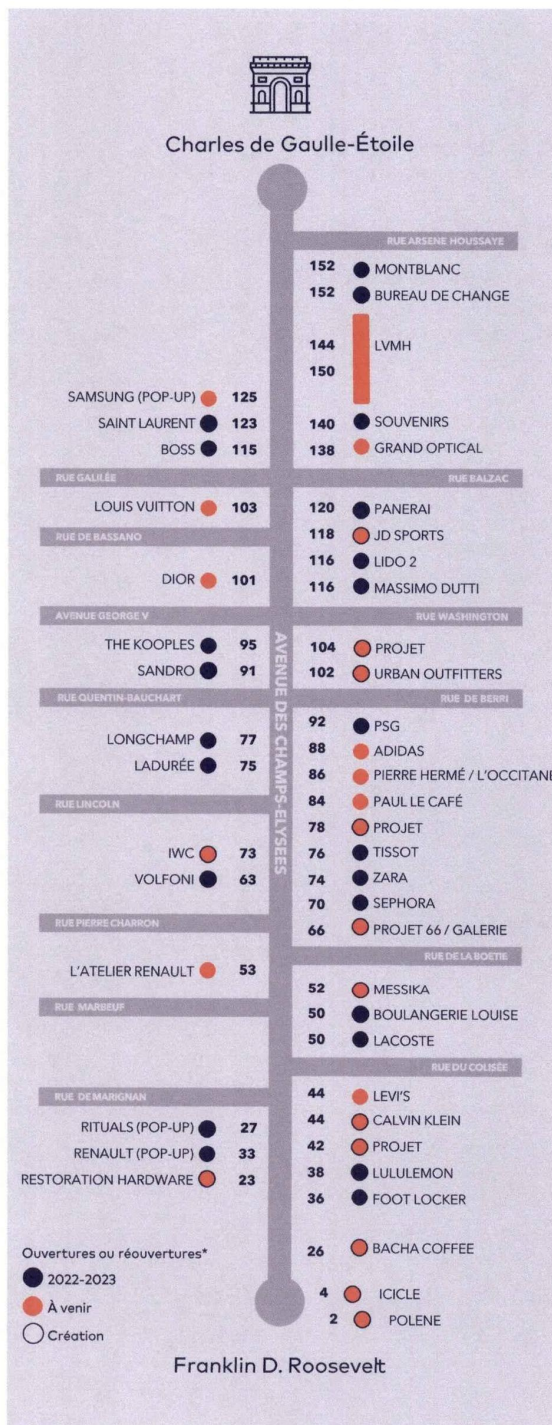 Charles de Gaulle-Étoile
RUE ARSENE HOUSSAYE
152 MONTBLANC
152 BUREAU DE CHANGE
144 LVMH
150
SAMSUNG (POP-UP) 125
SAINT LAURENT 123
140 SOUVENIRS
BOSS 115
138 GRAND OPTICAL
RUE GALILÉE
RUE BALZAC
LOUIS VUITTON 103
120 PANERAI
RUE DE BASSANO
118 JD SPORTS
116 LIDO 2
DIOR 101
116 MASSIMO DUTTI
AVENUE GEORGE V
RUE WASHINGTON
THE KOOPLES 95
104 PROJET
SANDRO 91
102 URBAN OUTFITTERS
AVENUE DES CHAMPS-ELYSEES
RUE QUENTIN-BAUCHART
RUE DE BERRI
92 PSG
LONGCHAMP 77
88 ADIDAS
LADURÉE 75
86 PIERRE HERMÉ / L'OCCITANE
RUE LINCOLN
84 PAUL LE CAFÉ
78 PROJET
IWC 73
76 TISSOT
VOLFONI 63
74 ZARA
70 SEPHORA
RUE PIERRE CHARRON
66 PROJET 66 / GALERIE
RUE DE LA BOETIE
L'ATELIER RENAULT 53
52 MESSIKA
RUE MARBEUF
50 BOULANGERIE LOUISE
50 LACOSTE
RUE DU COLISÉE
RUE DE MARIGNAN
44 LEVI'S
44 CALVIN KLEIN
RITUALS (POP-UP) 27
42 PROJET
RENAULT (POP-UP) 33
38 LULULEMON
RESTORATION HARDWARE 23
36 FOOT LOCKER
26 BACHA COFFEE
Ouvertures ou réouvertures*
2022-2023
À venir
Création
4 ICICLE
2 POLENE
Franklin D. Roosevelt